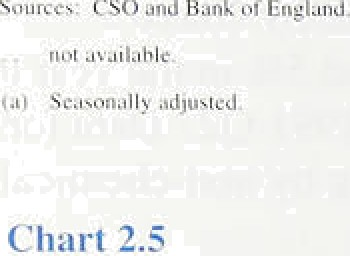 Sources: CSO and Bank of England.
.. not available.
(a) Seasonally adjusted.
Chart 2.5